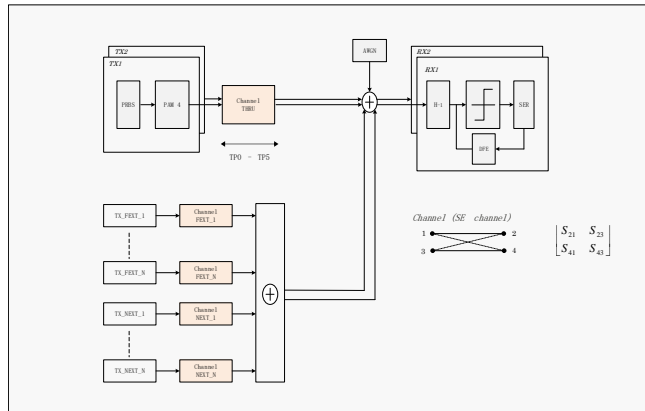 TX2
TX1
PRBS
PAM 4
Channel
THRU
TP0 - TP5
AWGN
+
RX2
RX1
H-1
SER
DFE
TX_FEXT_1
Channel
FEXT_1
TX_FEXT_N
Channel
FEXT_N
TX_NEXT_1
Channel
NEXT_1
TX_NEXT_N
Channel
NEXT_N
+
Channel (SE channel)
1 2
3 4
S21 S23
S41 S43